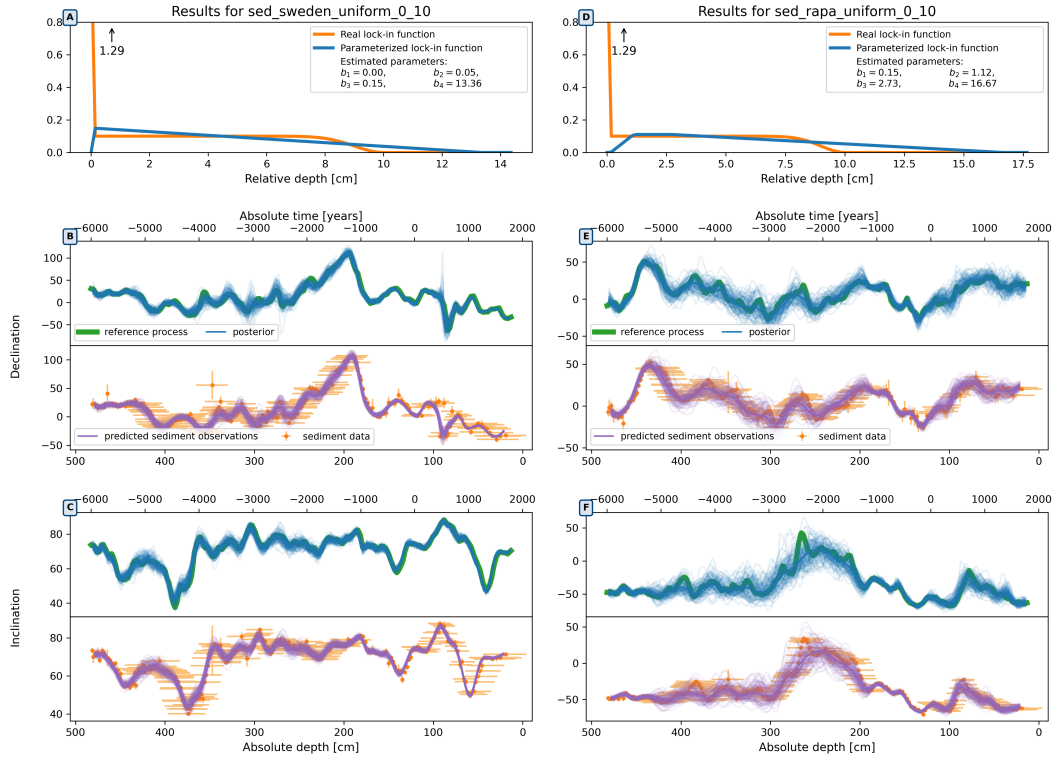 Results for sed_sweden_uniform_0_10
A
0.8
0.6
0.4
0.2
0.0
1.29
Real lock-in function
Parameterized lock-in function
Estimated parameters:
b1 = 0.00, b2 = 0.05,
b3 = 0.15, b4 = 13.36
0 2 4 6 8 10 12 14
Relative depth [cm]
Results for sed_rapa_uniform_0_10
D
0.8
0.6
0.4
0.2
0.0
1.29
Real lock-in function
Parameterized lock-in function
Estimated parameters:
b1 = 0.15, b2 = 1.12,
b3 = 2.73, b4 = 16.67
0.0 2.5 5.0 7.5 10.0 12.5 15.0 17.5
Relative depth [cm]
Absolute time [years]
B
−6000 −5000 −4000 −3000 −2000 −1000 0 1000 2000
Declination
100
50
0
−50
reference process posterior
100
50
0
−50
predicted sediment observations sediment data
500 400 300 200 100 0
Absolute time [years]
E
−6000 −5000 −4000 −3000 −2000 −1000 0 1000 2000
50
0
−50
reference process posterior
50
0
−50
predicted sediment observations sediment data
500 400 300 200 100 0
C
−6000 −5000 −4000 −3000 −2000 −1000 0 1000 2000
Inclination
80
60
40
80
60
40
500 400 300 200 100 0
Absolute depth [cm]
F
−6000 −5000 −4000 −3000 −2000 −1000 0 1000 2000
50
0
−50
50
0
−50
500 400 300 200 100 0
Absolute depth [cm]